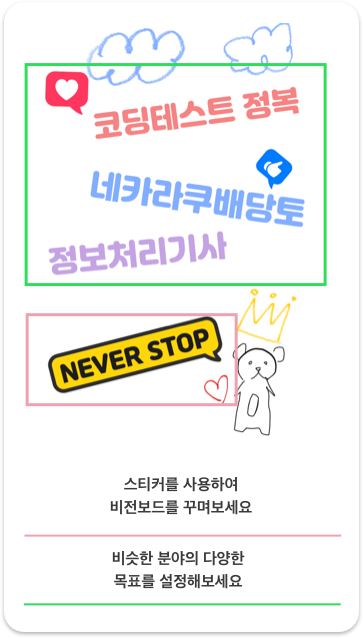 코딩테스트 정복
네카라쿠배당토
정보처리기사
NEVER STOP
스티커를 사용하여
비전보드를 꾸며보세요
비슷한 분야의 다양한
목표를 설정해보세요